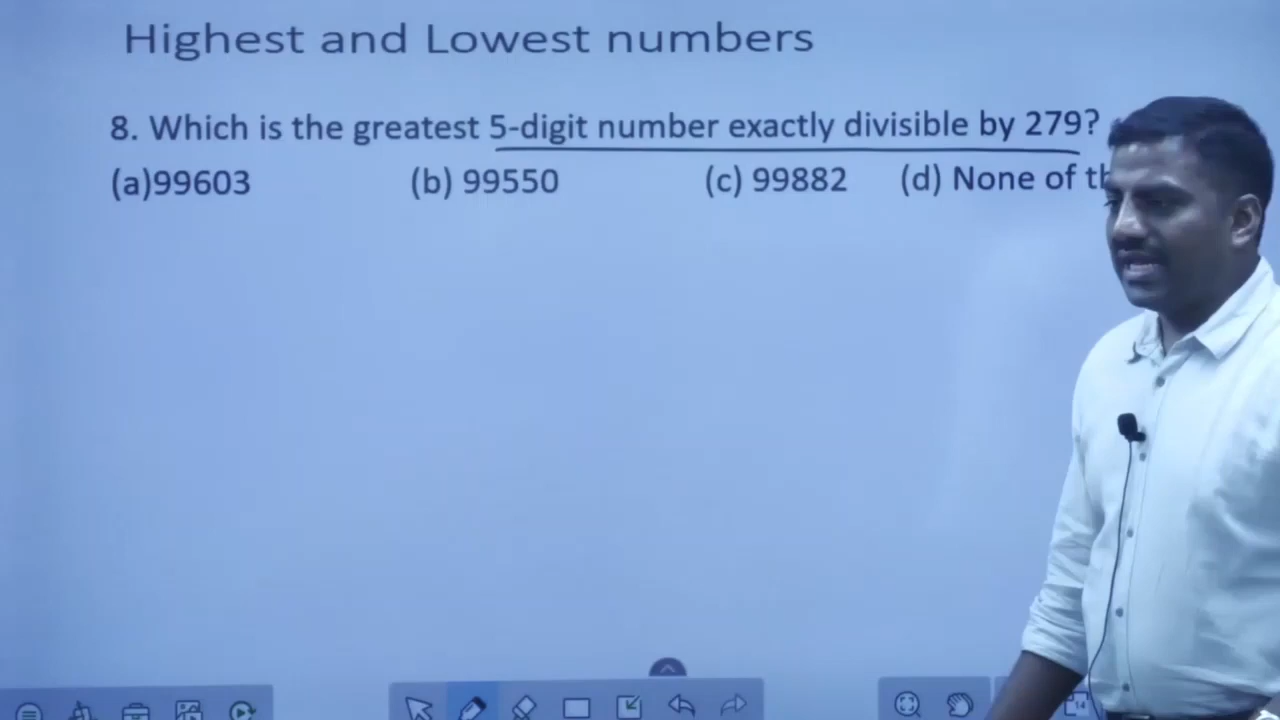 Highest and Lowest numbers
8. Which is the greatest 5-digit number exactly divisible by 279?
(a)99603 (b) 99550 (c) 99882 (d) None of